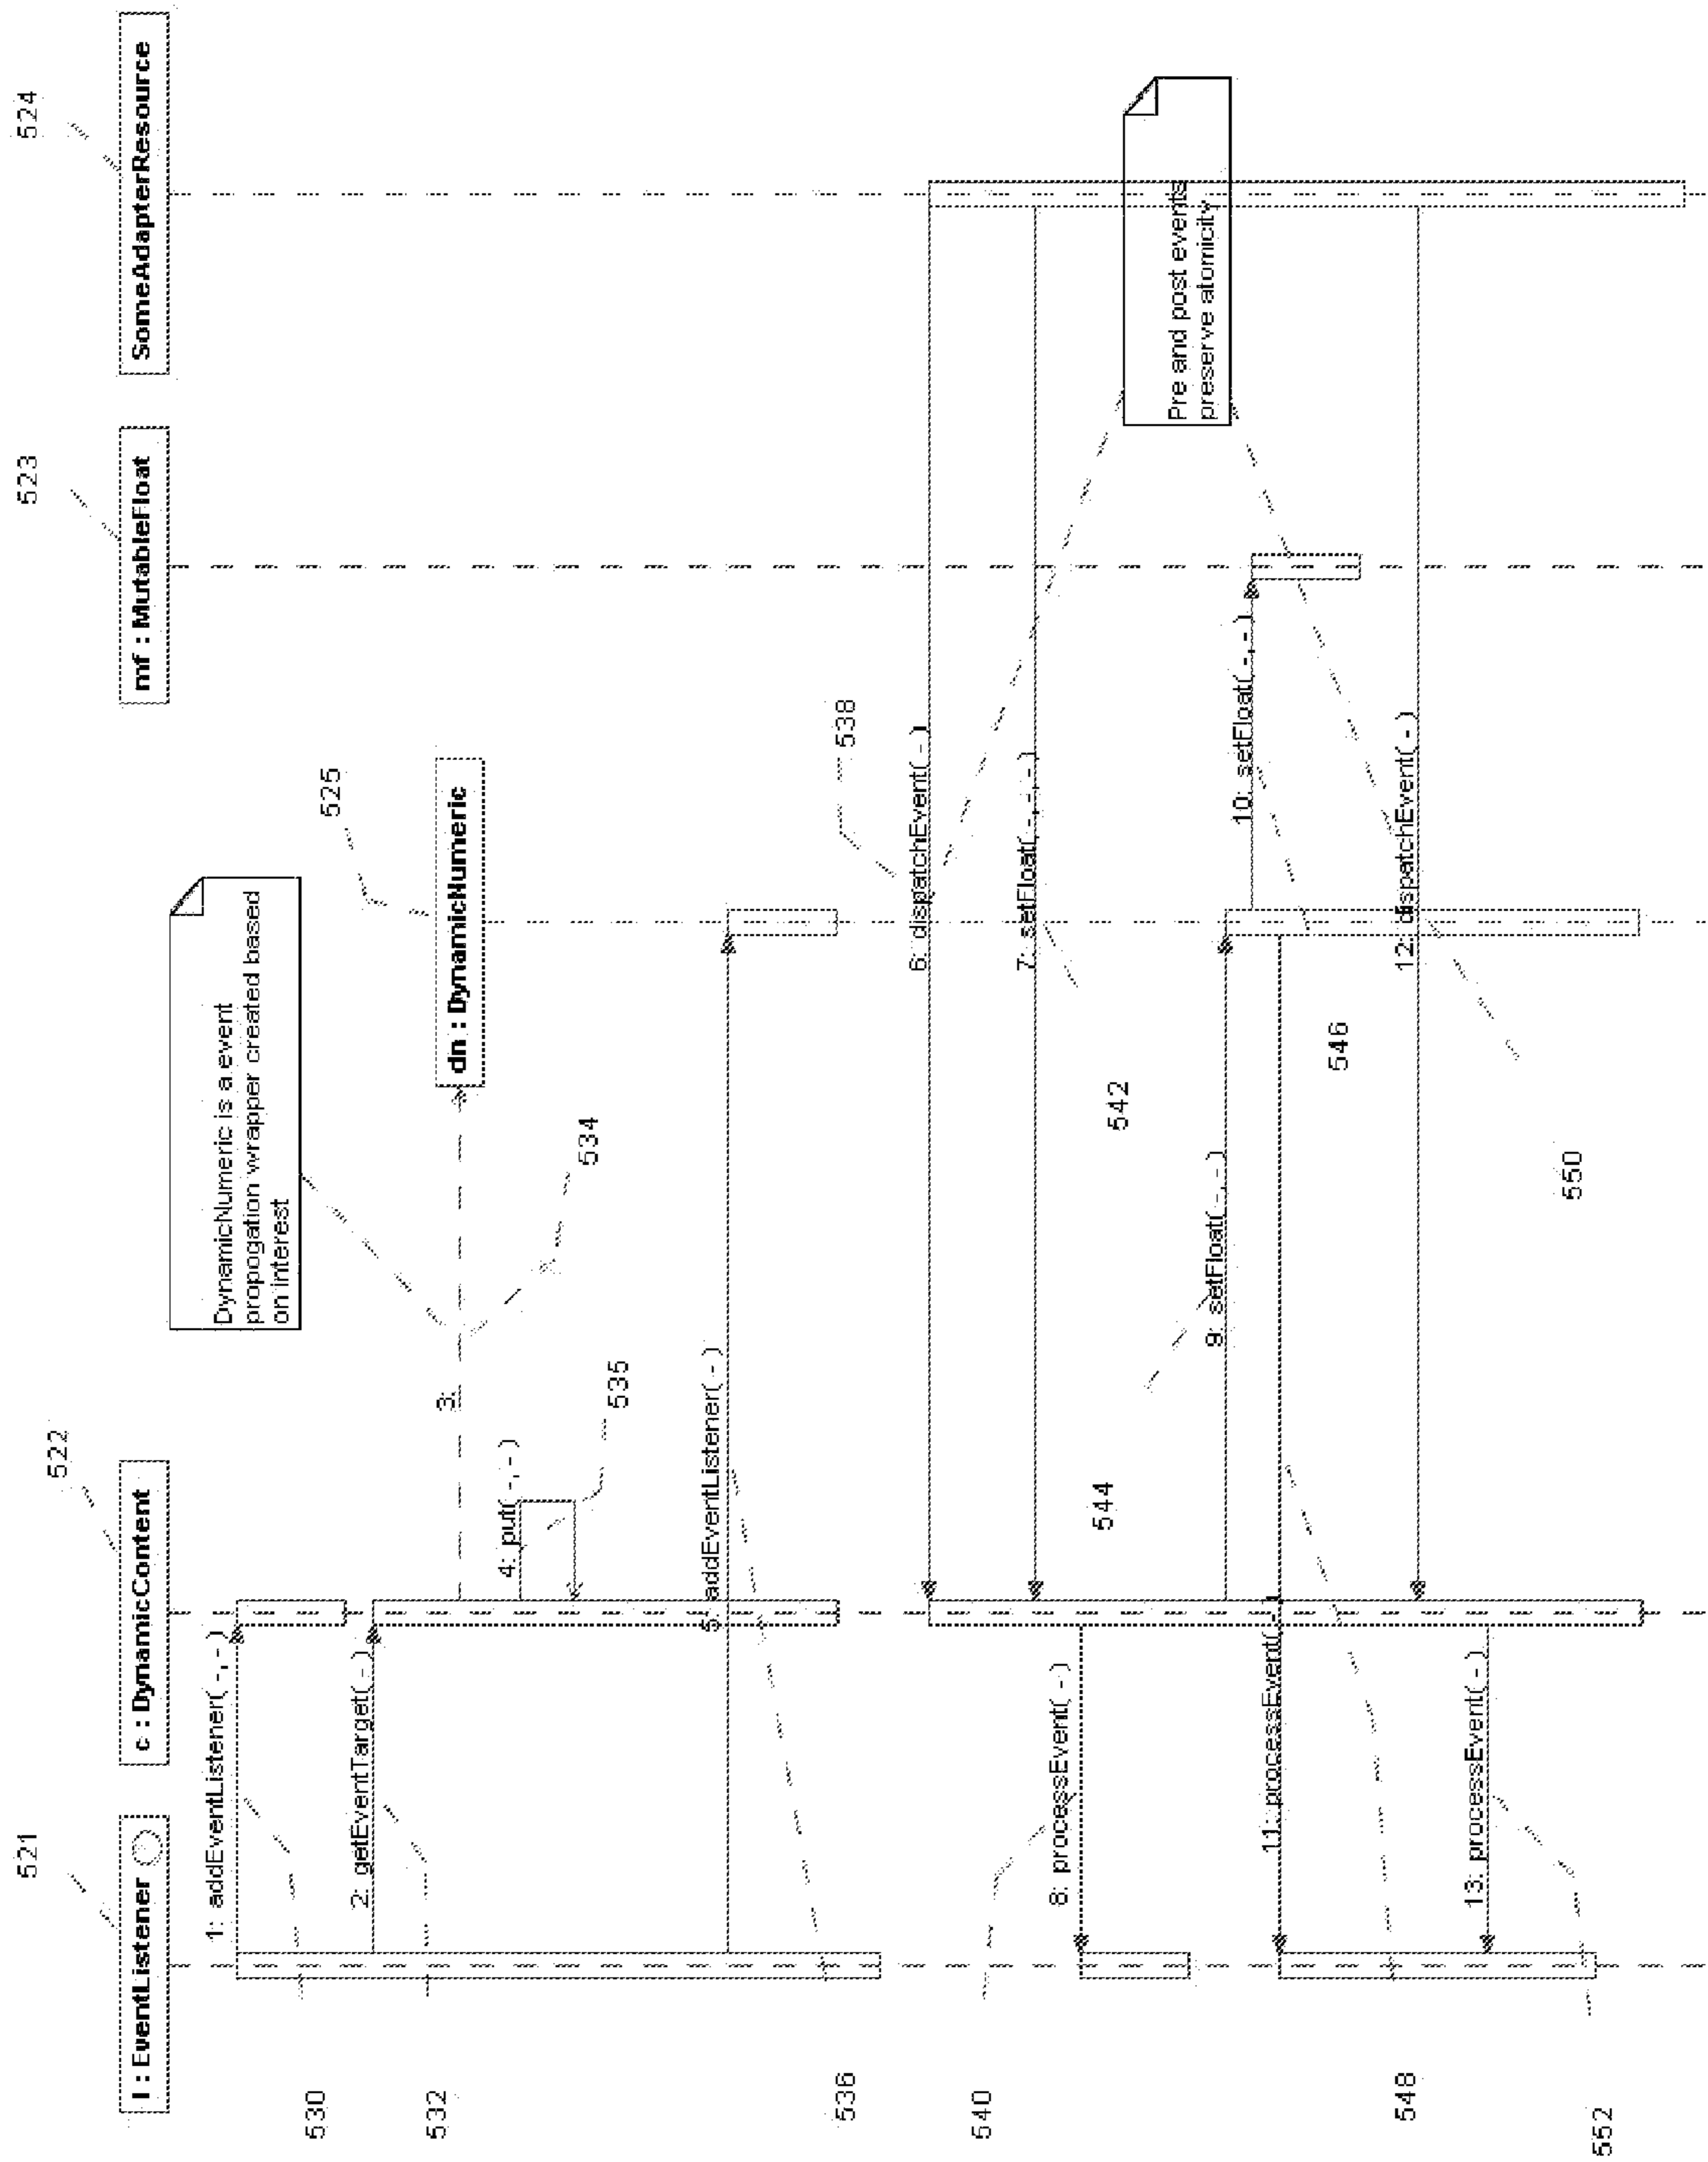 521
522
523
524
l : EventListener
c : DynamicContent
mf : MutableFloat
SomeAdapterResource
1: addEventListener( -, - )
DynamicNumeric is a event
propogation wrapper created based
on interest
530
2: getEventTarget( - )
525
532
3:
dn : DynamicNumeric
4: put( -, - )
534
535
5: addEventListener( - )
536
538
6: dispatchEvent( - )
540
7: setFloat( -, -, -, - )
8: processEvent( - )
544
542
Pre and post events
preserve atomicity
9: setFloat( -, - )
10: setFloat( -, - )
11: processEvent( - )
546
548
12: dispatchEvent( - )
13: processEvent( - )
550
552